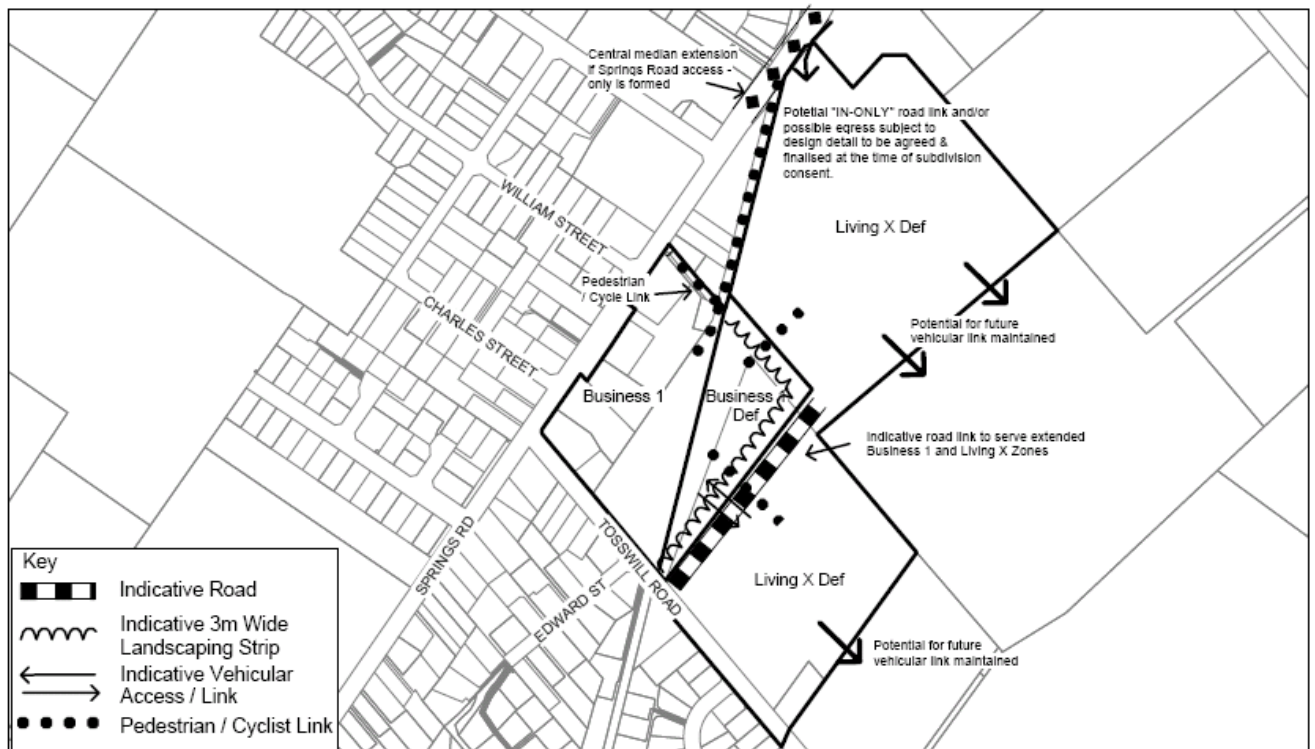 Central median extension
if Springs Road access -
only is formed
Potetial "IN-ONLY" road link and/or
possible egress subject to
design detail to be agreed &
finalised at the time of subdivision
consent.
WILLIAM STREET
Living X Def
Pedestrian
/ Cycle Link
CHARLES STREET
Potential for future
vehicular link maintained
Business 1
Business
Def
Indicative road link to serve extended
Business 1 and Living X Zones
SPRINGS RD
TOSSWILL ROAD
EDWARD ST
Living X Def
Potential for future
vehicular link maintained
Key
Indicative Road
Indicative 3m Wide
Landscaping Strip
Indicative Vehicular
Access / Link
Pedestrian / Cyclist Link